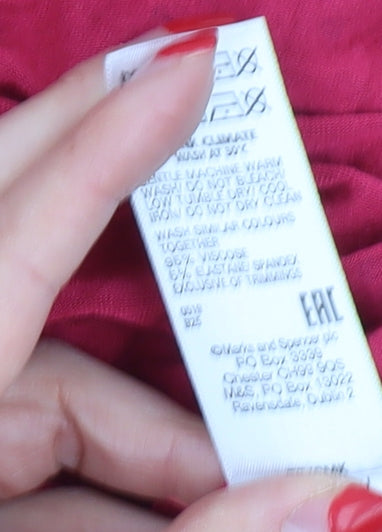 CLIMATE
WASH AT 30°C
GENTLE MACHINE WARM
WASH/ DO NOT BLEACH/
LOW TUMBLE DRY/ COOL
IRON/ DO NOT DRY CLEAN
WASH SIMILAR COLOURS
TOGETHER
95% VISCOSE
5% ELASTANE SPANDEX
EXCLUSIVE OF TRIMMINGS
EAC
©Marks and Spencer plc
PO Box 3339
Chester CH99 9QS
M&S, PO Box 13022
Ravensdale, Dublin 2